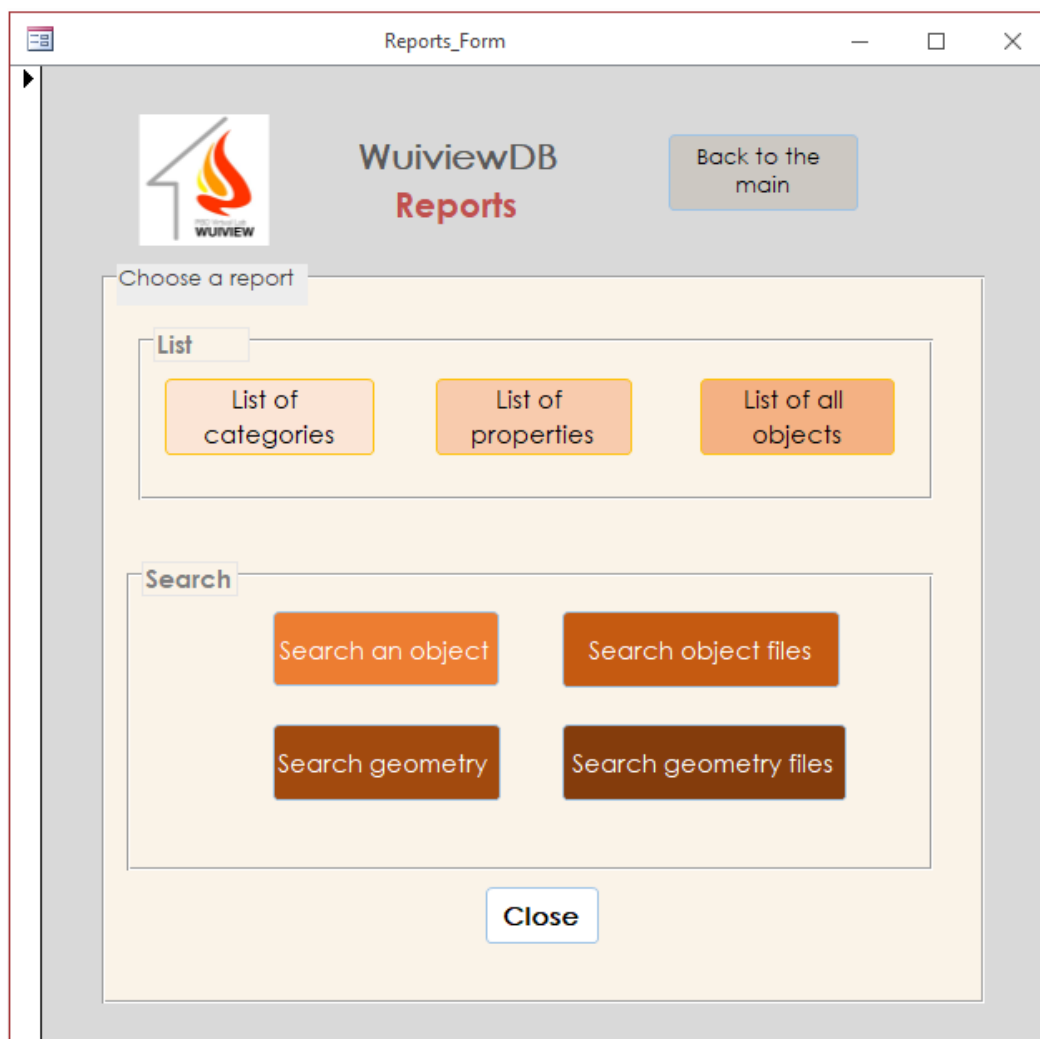 Reports_Form
WUIVIEW
WuiviewDB
Reports
Back to the
main
Choose a report
List
List of
categories
List of
properties
List of all
objects
Search
Search an object
Search object files
Search geometry
Search geometry files
Close